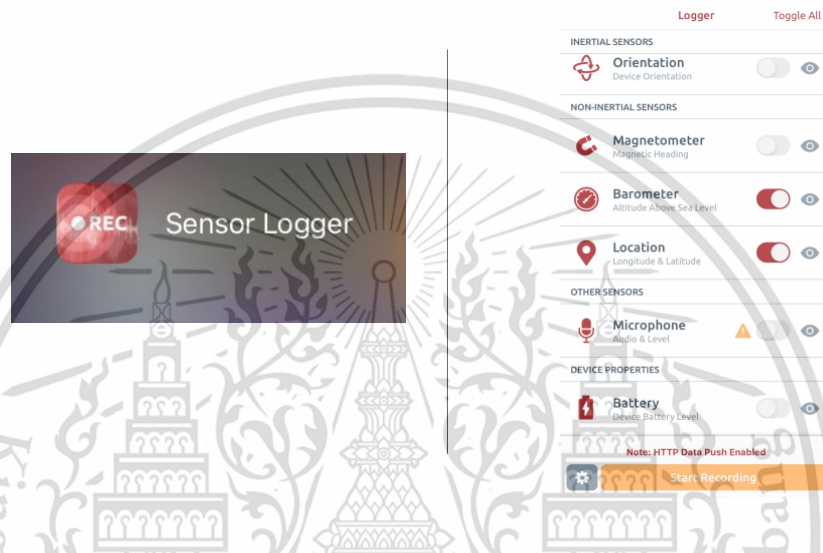 REC
Sensor Logger
Logger
Toggle All
INERTIAL SENSORS
Orientation
Device Orientation
NON-INERTIAL SENSORS
Magnetometer
Magnetic Heading
Barometer
Altitude Above Sea Level
Location
Longitude & Latitude
OTHER SENSORS
Microphone
Audio & Level
DEVICE PROPERTIES
Battery
Device Battery Level
Note: HTTP Data Push Enabled
Start Recording
bang